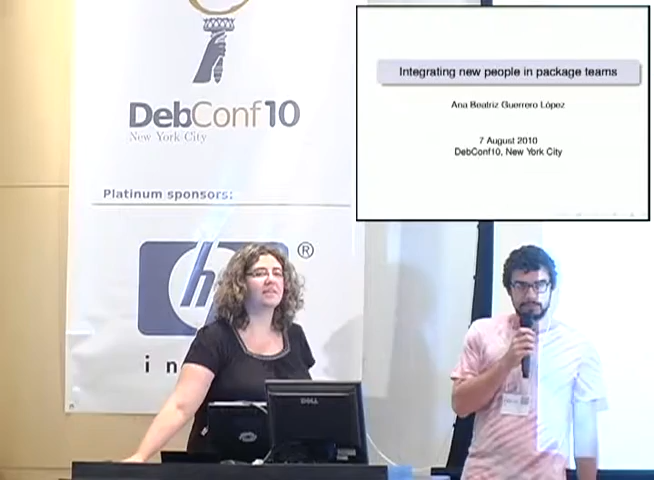 DebConf10
New York City
Platinum sponsors:
hp
®
in
Integrating new people in package teams
Ana Beatriz Guerrero López
7 August 2010
DebConf10, New York City
DELL